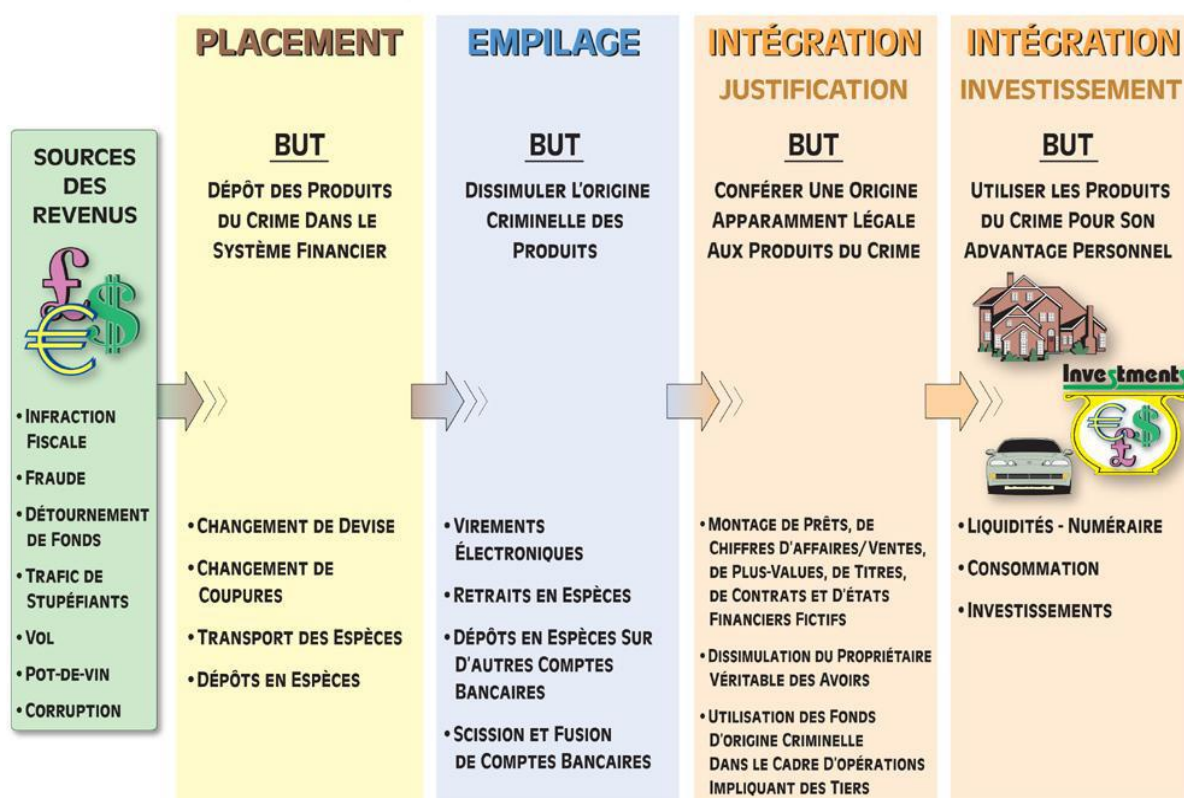 SOURCES
DES
REVENUS
• INFRACTION
FISCALE
• FRAUDE
• DÉTOURNEMENT
DE FONDS
• TRAFIC DE
STUPÉFIANTS
• VOL
• POT-DE-VIN
• CORRUPTION
PLACEMENT
BUT
DÉPÔT DES PRODUITS
DU CRIME DANS LE
SYSTÈME FINANCIER
• CHANGEMENT DE DEVISE
• CHANGEMENT DE
COUPURES
• TRANSPORT DES ESPÈCES
• DÉPÔTS EN ESPÈCES
EMPILAGE
BUT
DISSIMULER L'ORIGINE
CRIMINELLE DES
PRODUITS
• VIREMENTS
ÉLECTRONIQUES
• RETRAITS EN ESPÈCES
• DÉPÔTS EN ESPÈCES SUR
D'AUTRES COMPTES
BANCAIRES
• SCISSION ET FUSION
DE COMPTES BANCAIRES
INTÉGRATION
JUSTIFICATION
BUT
CONFÉRER UNE ORIGINE
APPARAMMENT LÉGALE
AUX PRODUITS DU CRIME
• MONTAGE DE PRÊTS, DE
CHIFFRES D'AFFAIRES/VENTES,
DE PLUS-VALUES, DE TITRES,
DE CONTRATS ET D'ÉTATS
FINANCIERS FICTIFS
• DISSIMULATION DU PROPRIÉTAIRE
VÉRITABLE DES AVOIRS
• UTILISATION DES FONDS
D'ORIGINE CRIMINELLE
DANS LE CADRE D'OPÉRATIONS
IMPLIQUANT DES TIERS
INTÉGRATION
INVESTISSEMENT
BUT
UTILISER LES PRODUITS
DU CRIME POUR SON
ADVANTAGE PERSONNEL
Investments
€ $
£
• LIQUIDITÉS - NUMÉRAIRE
• CONSOMMATION
• INVESTISSEMENTS